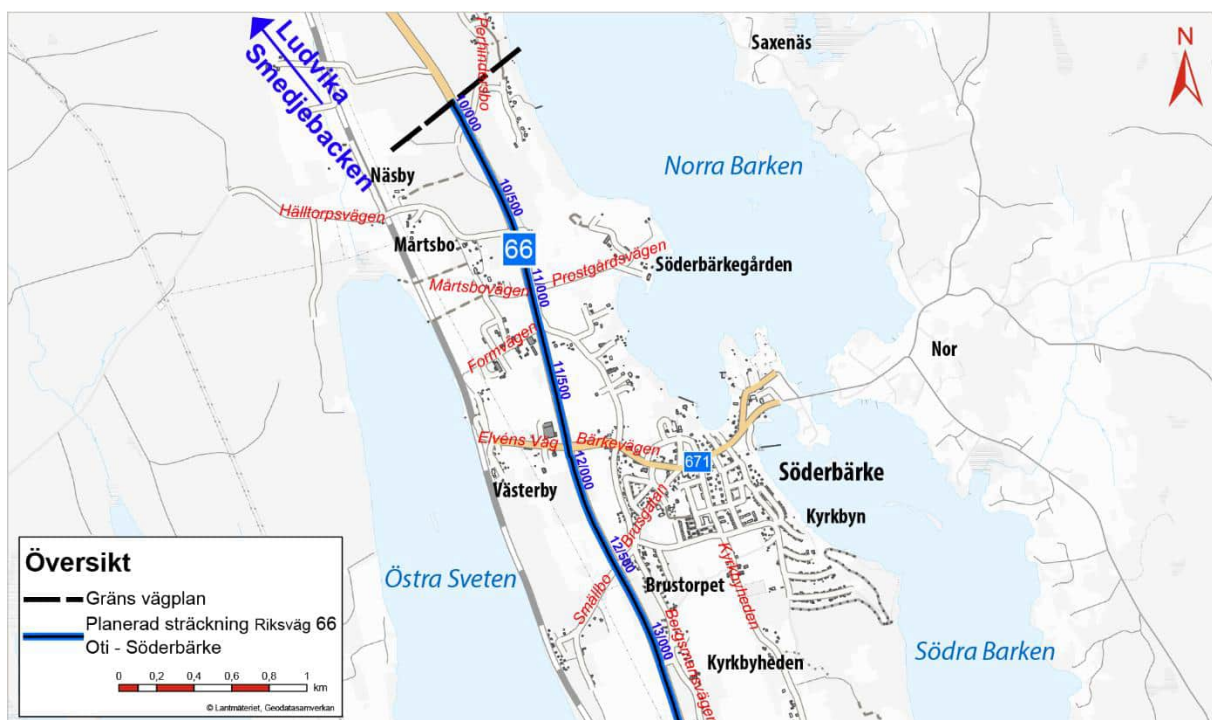 Ludvika
Smedjebacken
Perhindersbo
Saxenäs
N
10/000
Norra Barken
Näsby
10/500
Hälltorpsvägen
Mårtsbo
66
Prostgårdsvägen
Söderbärkegården
Mårtsbovägen
11/000
Formvägen
Nor
11/500
Elvéns Väg
Bärkevägen
12/000
671
Söderbärke
Västerby
Brusgatan
Kyrkbyn
12/500
Kyrkbyheden
Östra Sveten
Smällbo
Brustorpet
Bergsmansvägen
13/000
Kyrkbyheden
Södra Barken
Översikt
Gräns vägplan
Planerad sträckning Riksväg 66
Oti - Söderbärke
0 0,2 0,4 0,6 0,8 1
km
© Lantmäteriet, Geodatasamverkan